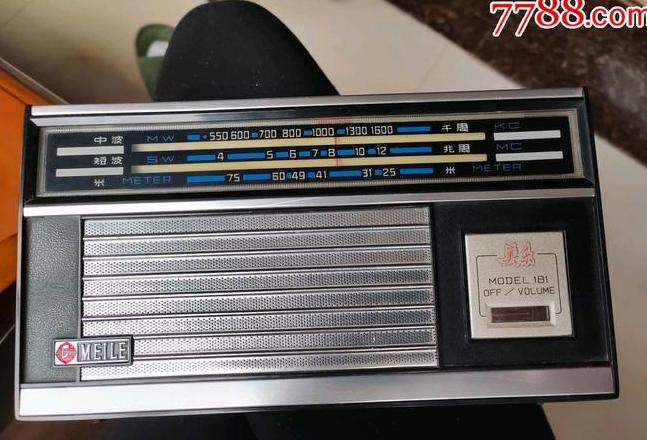 7788.com
中波 MW 550 600 700 800 1000 1300 1600 千周 KC
短波 SW 4 5 6 7 8 10 12 兆周 MC
米 METER 75 60 49 41 31 25 米 METER
美乐
MODEL 181
OFF / VOLUME
MEILE